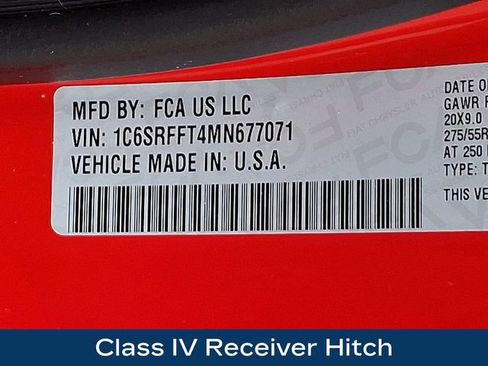 MFD BY: FCA US LLC
VIN: 1C6SRFFT4MN677071
VEHICLE MADE IN: U.S.A.
DATE OF
GAWR
20X9.0
275/55R
AT 250
TYPE: T
THIS VE
Class IV Receiver Hitch